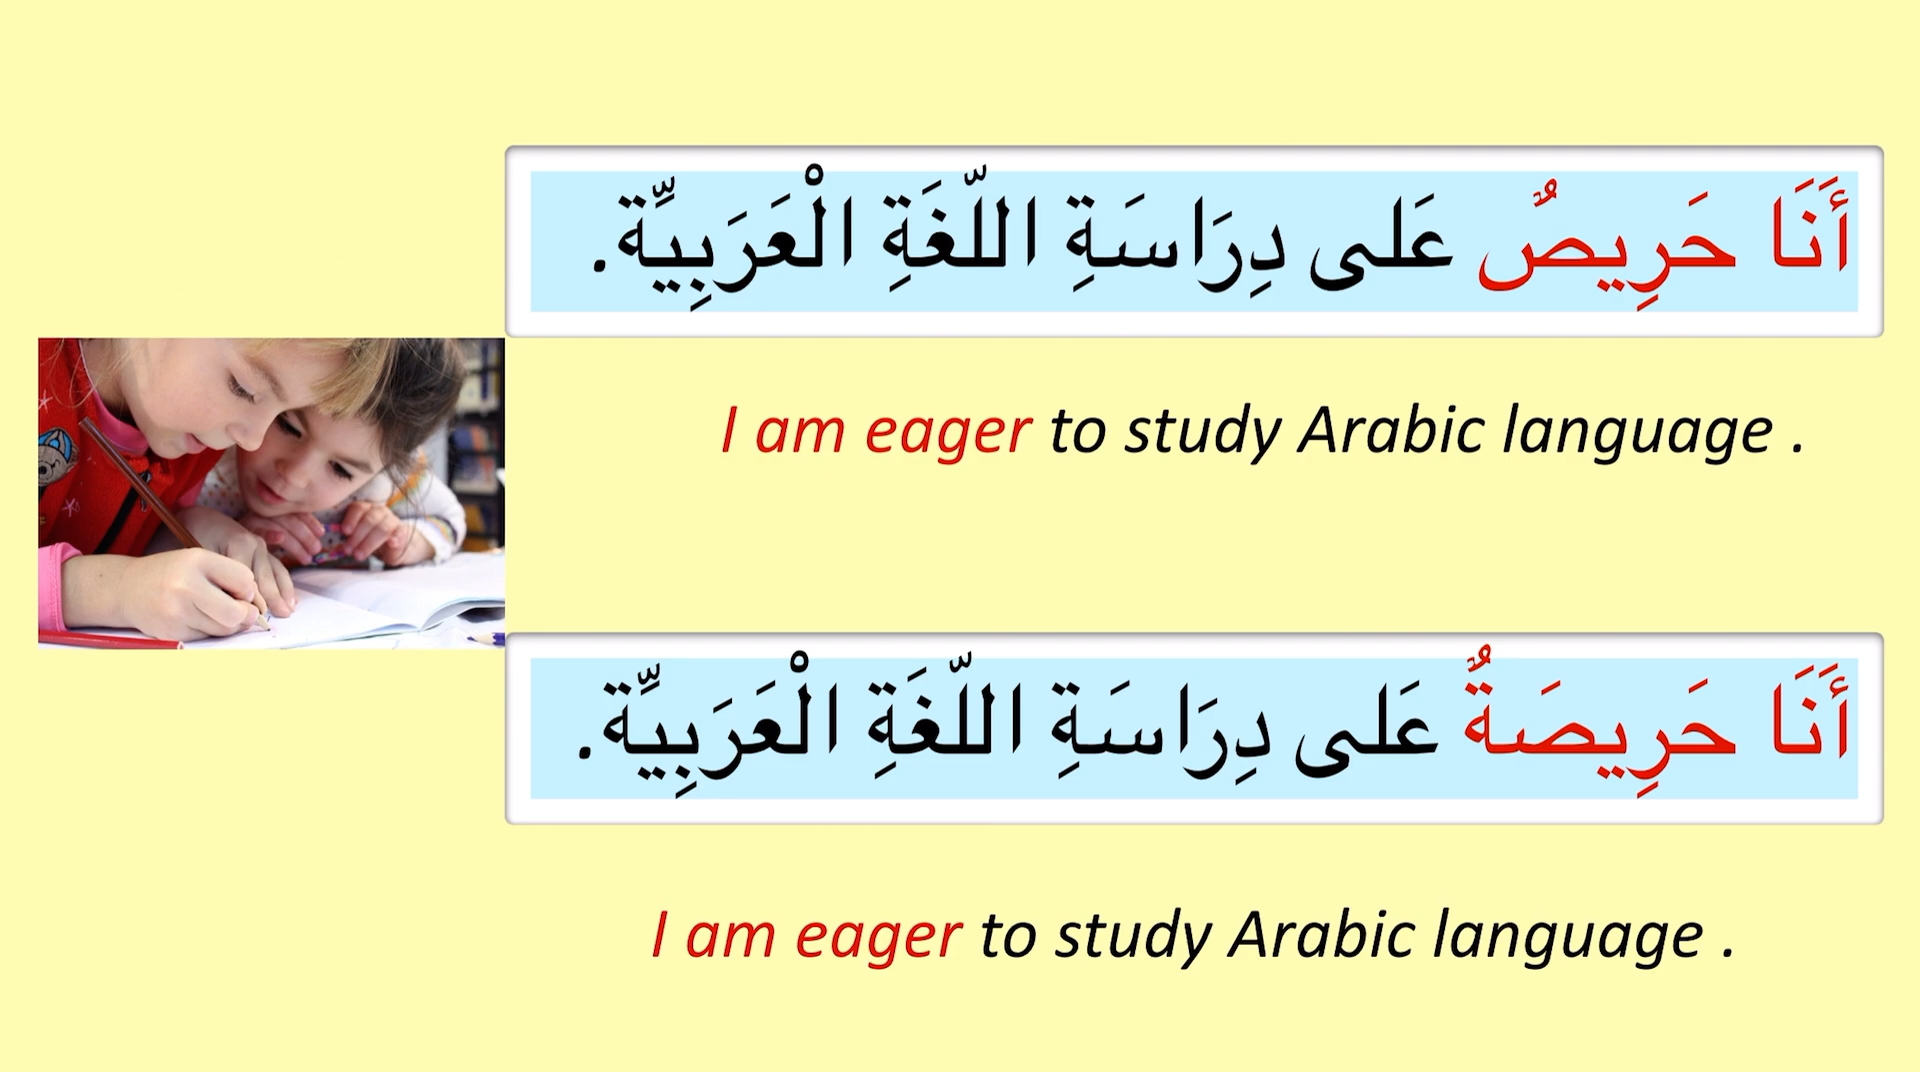 أَنَا حَرِيصٌ عَلى دِرَاسَةِ اللّغَةِ الْعَرَبِيّة.
I am eager to study Arabic language .
أَنَا حَرِيصَةٌ عَلى دِرَاسَةِ اللّغَةِ الْعَرَبِيّة.
I am eager to study Arabic language .